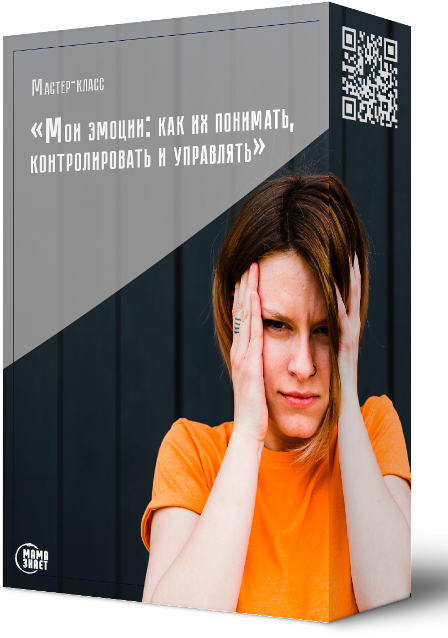 Мастер-класс
«Мои эмоции: как их понимать,
контролировать и управлять»
МАМА
ЗНАЕТ